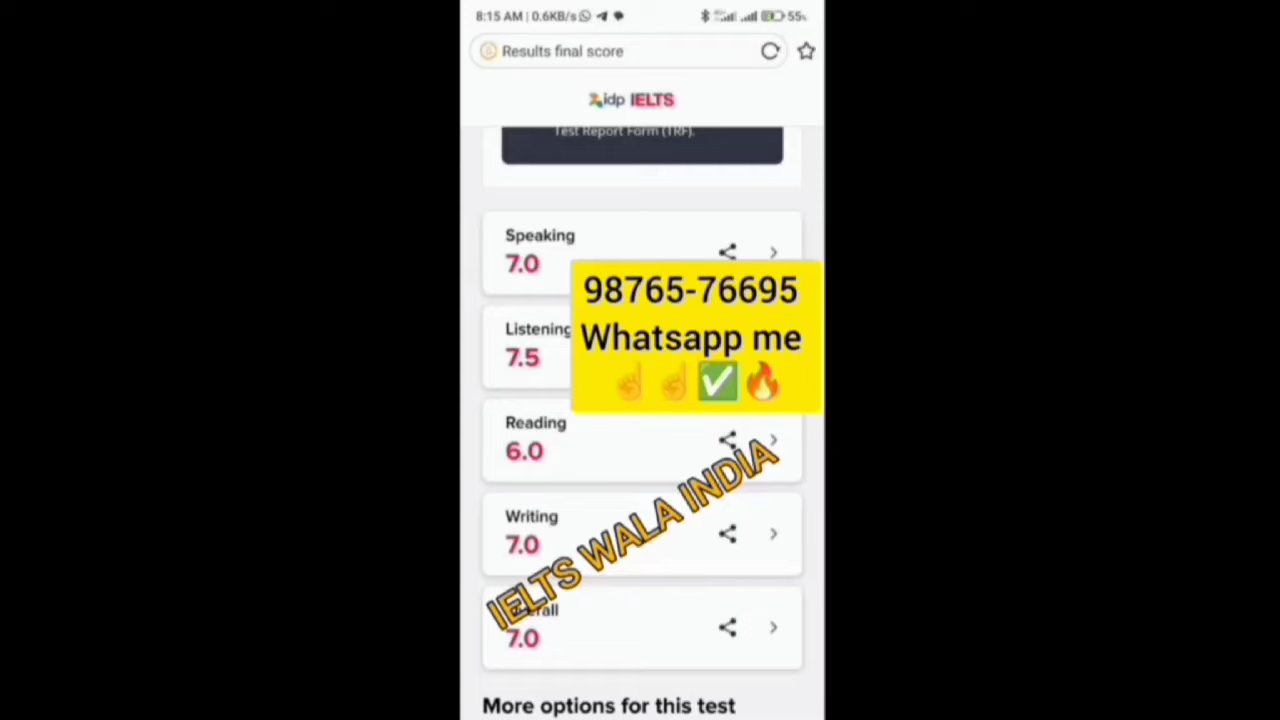 8:15 AM | 0.6KB/s 55%
Results final score
idp IELTS
Test Report Form (TRF).
Speaking
7.0
98765-76695
Whatsapp me
☝☝✅🔥
Listening
7.5
Reading
6.0
IELTS WALA INDIA
Writing
7.0
Overall
7.0
More options for this test